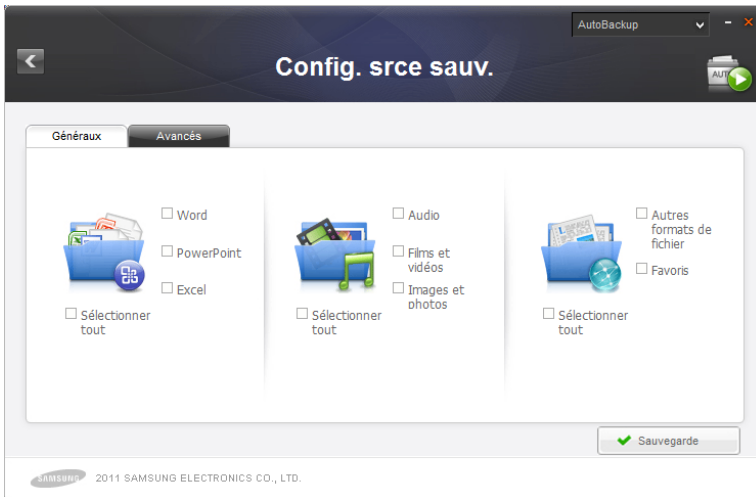 AutoBackup
Config. srce sauv.
AUT
Généraux
Avancés
Word
PowerPoint
Excel
Sélectionner
tout
Audio
Films et
vidéos
Images et
photos
Sélectionner
tout
Autres
formats de
fichier
Favoris
Sélectionner
tout
Sauvegarde
SAMSUNG 2011 SAMSUNG ELECTRONICS CO., LTD.